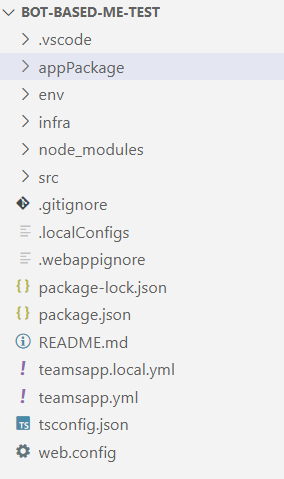 BOT-BASED-ME-TEST
.vscode
appPackage
env
infra
node_modules
src
.gitignore
.localConfigs
.webappignore
package-lock.json
package.json
README.md
teamsapp.local.yml
teamsapp.yml
TS tsconfig.json
web.config